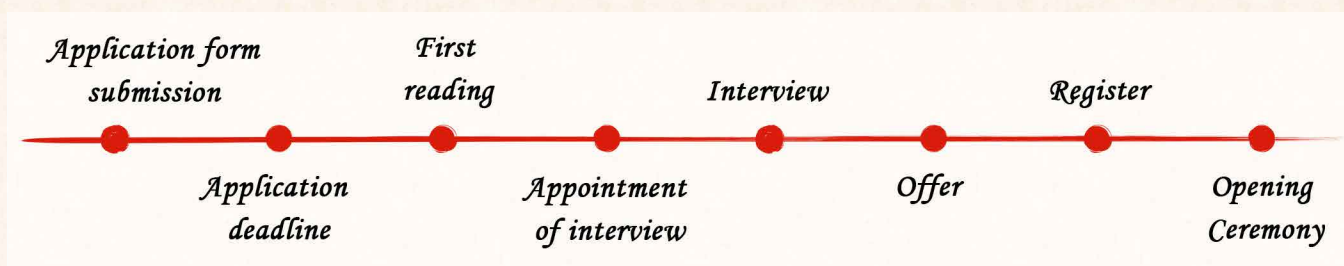 Application form
submission
Application
deadline
First
reading
Appointment
of interview
Interview
Offer
Register
Opening
Ceremony